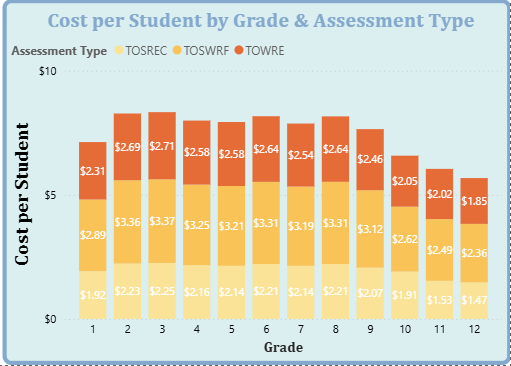 Cost per Student by Grade & Assessment Type
Assessment Type TOSREC TOSWRF TOWRE
$10
$2.31 $2.69 $2.71 $2.58 $2.58 $2.64 $2.54 $2.64 $2.46 $2.05 $2.02 $1.85
Cost per Student
$5
$2.89 $3.36 $3.37 $3.25 $3.21 $3.31 $3.19 $3.31 $3.12 $2.62 $2.49 $2.36
$1.92 $2.23 $2.25 $2.16 $2.14 $2.21 $2.14 $2.21 $2.07 $1.91 $1.53 $1.47
$0
1 2 3 4 5 6 7 8 9 10 11 12
Grade